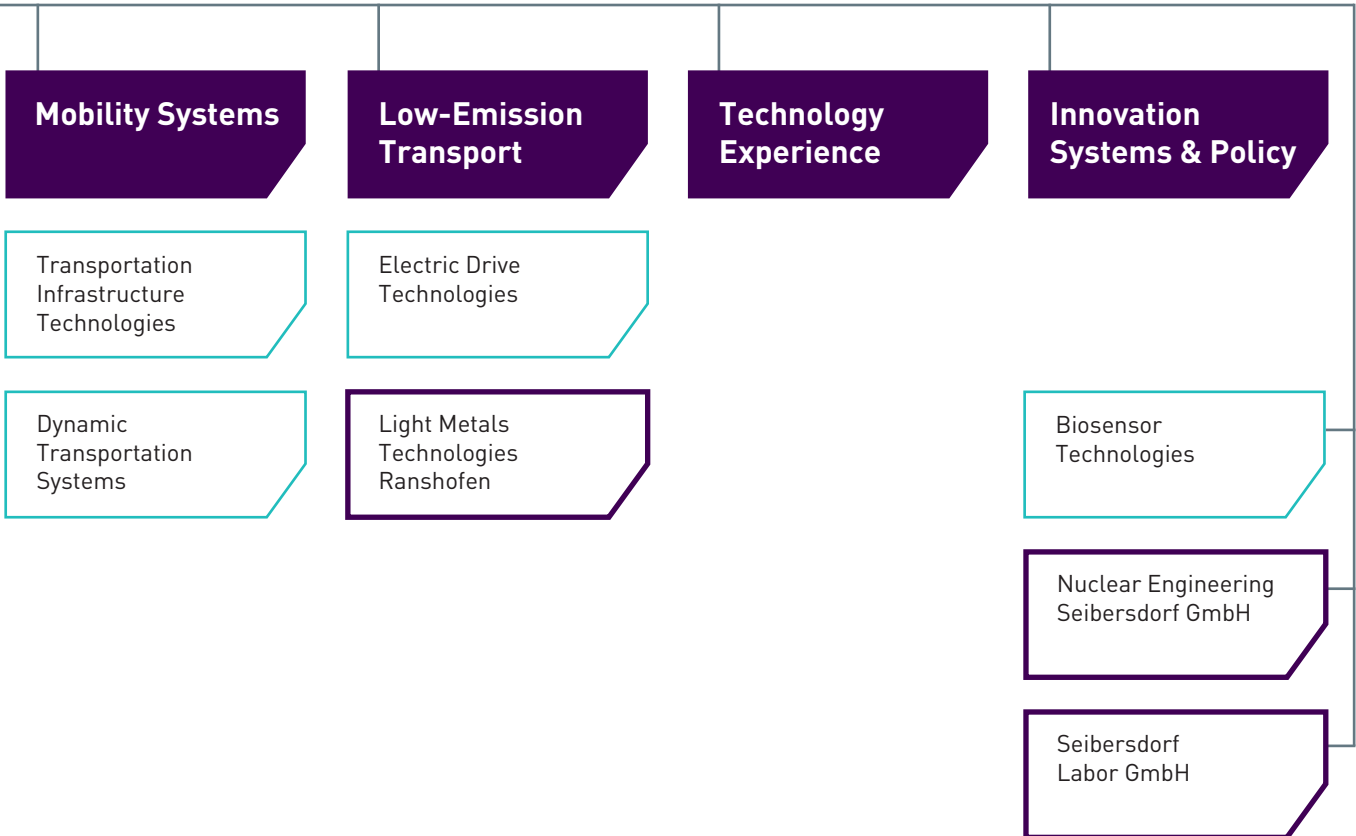 Mobility Systems
Low-Emission
Transport
Technology
Experience
Innovation
Systems & Policy
Transportation
Infrastructure
Technologies
Electric Drive
Technologies
Dynamic
Transportation
Systems
Light Metals
Technologies
Ranshofen
Biosensor
Technologies
Nuclear Engineering
Seibersdorf GmbH
Seibersdorf
Labor GmbH